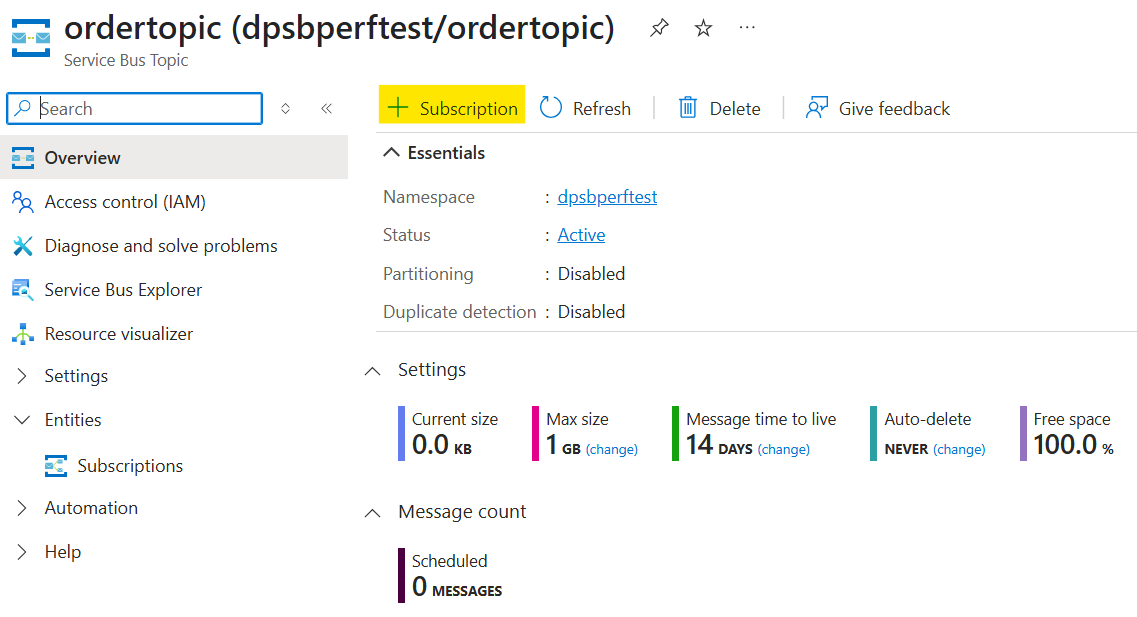 ordertopic (dpsbperftest/ordertopic)
Service Bus Topic
Search
Subscription Refresh Delete Give feedback
Overview
Access control (IAM)
Diagnose and solve problems
Service Bus Explorer
Resource visualizer
Settings
Entities
Subscriptions
Automation
Help
Essentials
Namespace : dpsbperftest
Status : Active
Partitioning : Disabled
Duplicate detection : Disabled
Settings
Current size
0.0 KB
Max size
1 GB (change)
Message time to live
14 DAYS (change)
Auto-delete
NEVER (change)
Free space
100.0 %
Message count
Scheduled
0 MESSAGES